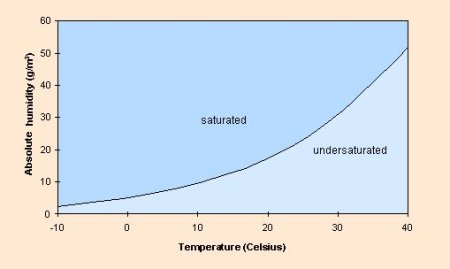 60
50
40
30
20
10
0
Absolute humidity (g/m³)
saturated
undersaturated
-10 0 10 20 30 40
Temperature (Celsius)